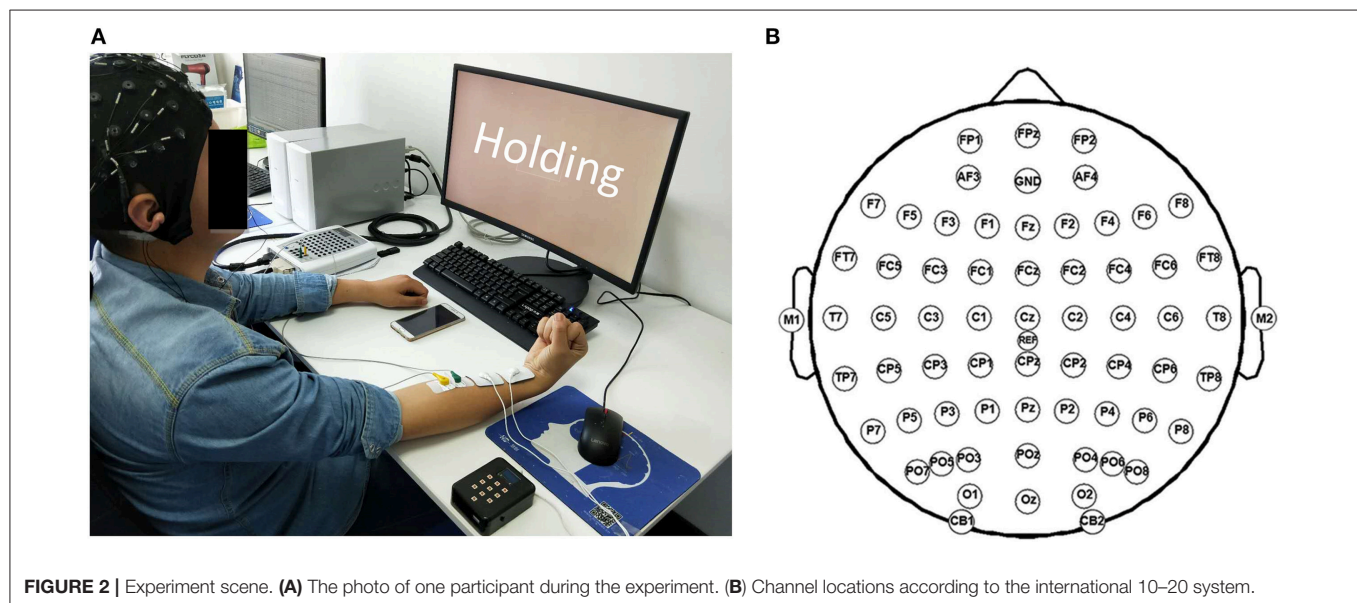 A
B
Holding
FP1 FPz FP2
AF3 GND AF4
F7 F5 F3 F1 Fz F2 F4 F6 F8
FT7 FC5 FC3 FC1 FCz FC2 FC4 FC6 FT8
M1 T7 C5 C3 C1 Cz C2 C4 C6 T8 M2
REF
TP7 CP5 CP3 CP1 CPz CP2 CP4 CP6 TP8
P7 P5 P3 P1 Pz P2 P4 P6 P8
PO7 PO5 PO3 POz PO4 PO6 PO8
O1 Oz O2
CB1 CB2
FIGURE 2 | Experiment scene. (A) The photo of one participant during the experiment. (B) Channel locations according to the international 10–20 system.